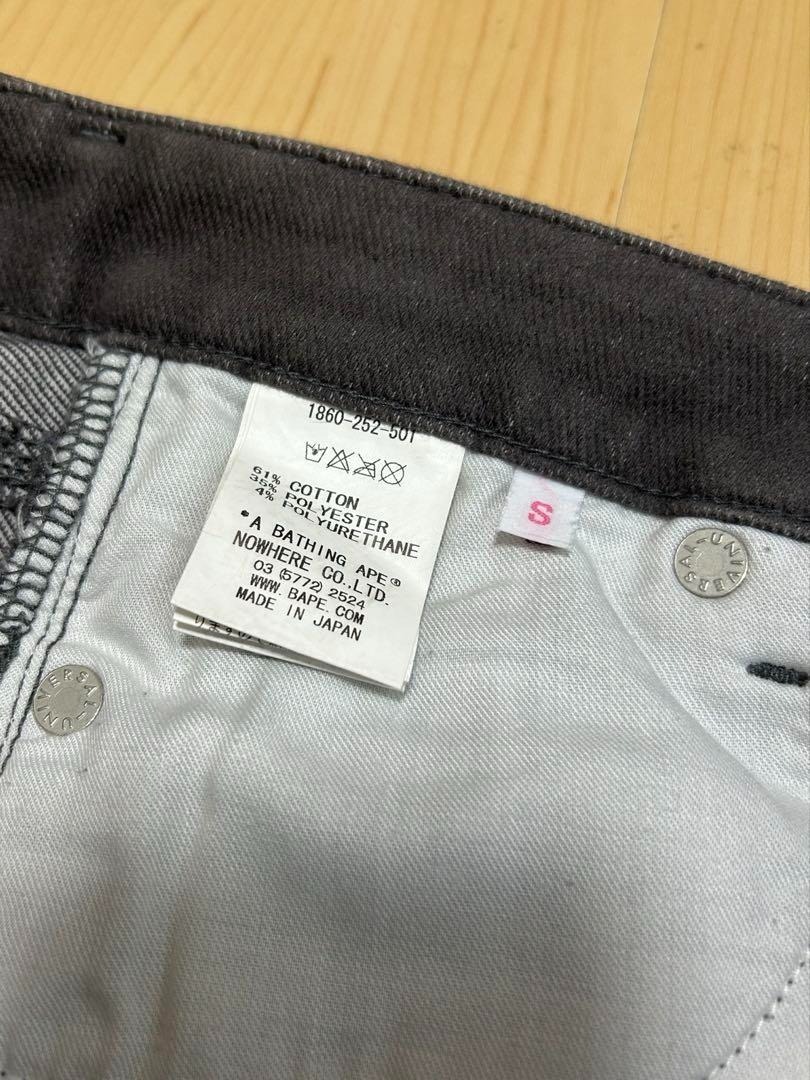 1860-252-501
61% COTTON
35% POLYESTER
4% POLYURETHANE
• A BATHING APE®
NOWHERE CO.,LTD.
03 (5772) 2524
WWW.BAPE.COM
MADE IN JAPAN
S
UNIVERSAL
UNIVERSAL